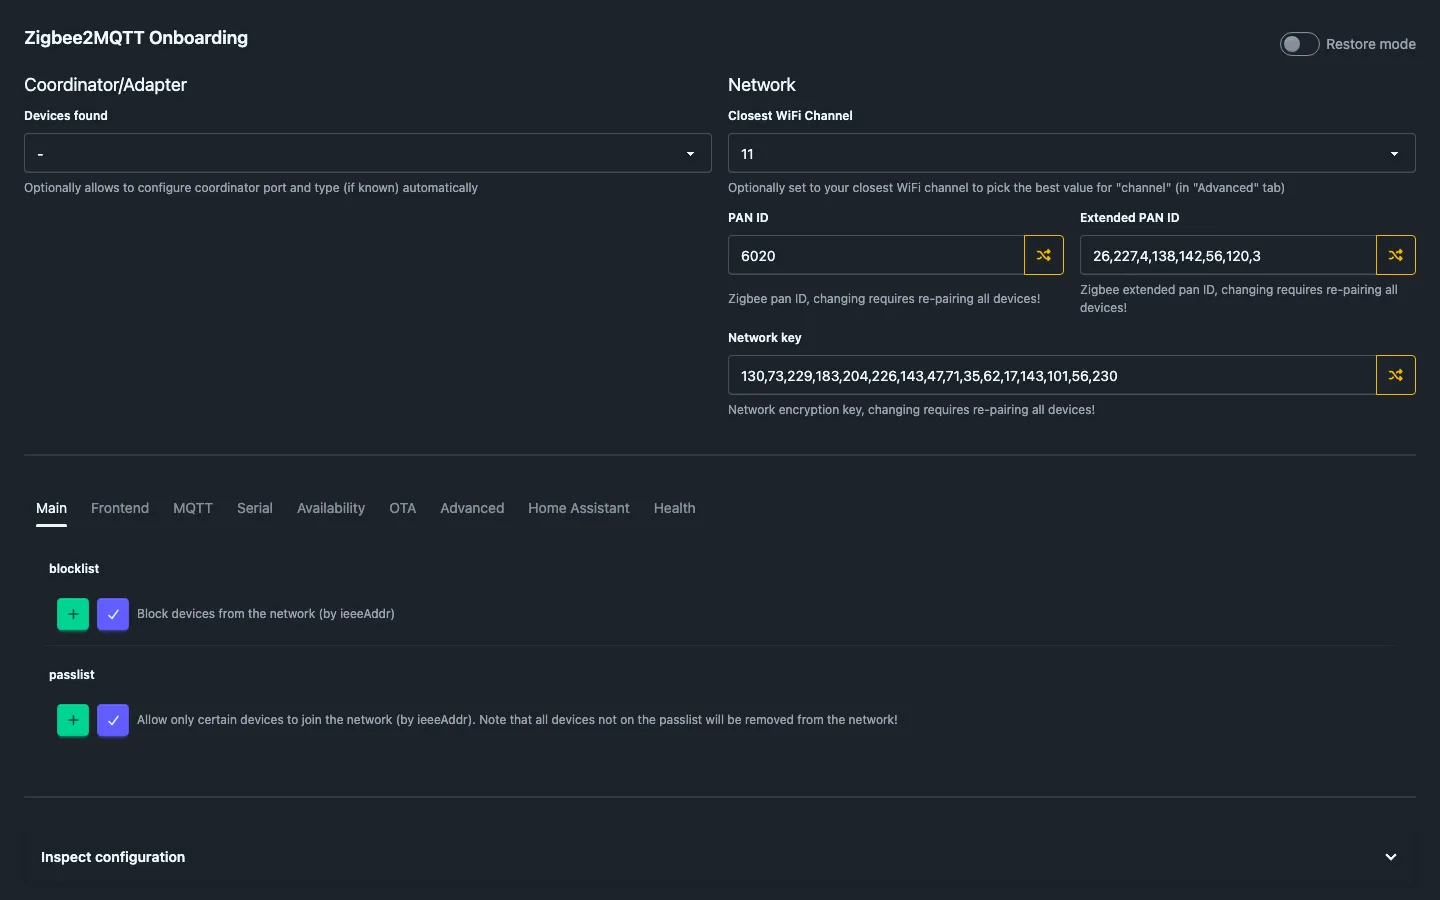 Zigbee2MQTT Onboarding
Restore mode
Coordinator/Adapter
Devices found
-
Optionally allows to configure coordinator port and type (if known) automatically
Network
Closest WiFi Channel
11
Optionally set to your closest WiFi channel to pick the best value for "channel" (in "Advanced" tab)
PAN ID
6020
Zigbee pan ID, changing requires re-pairing all devices!
Extended PAN ID
26,227,4,138,142,56,120,3
Zigbee extended pan ID, changing requires re-pairing all
devices!
Network key
130,73,229,183,204,226,143,47,71,35,62,17,143,101,56,230
Network encryption key, changing requires re-pairing all devices!
Main Frontend MQTT Serial Availability OTA Advanced Home Assistant Health
blocklist
Block devices from the network (by ieeeAddr)
passlist
Allow only certain devices to join the network (by ieeeAddr). Note that all devices not on the passlist will be removed from the network!
Inspect configuration